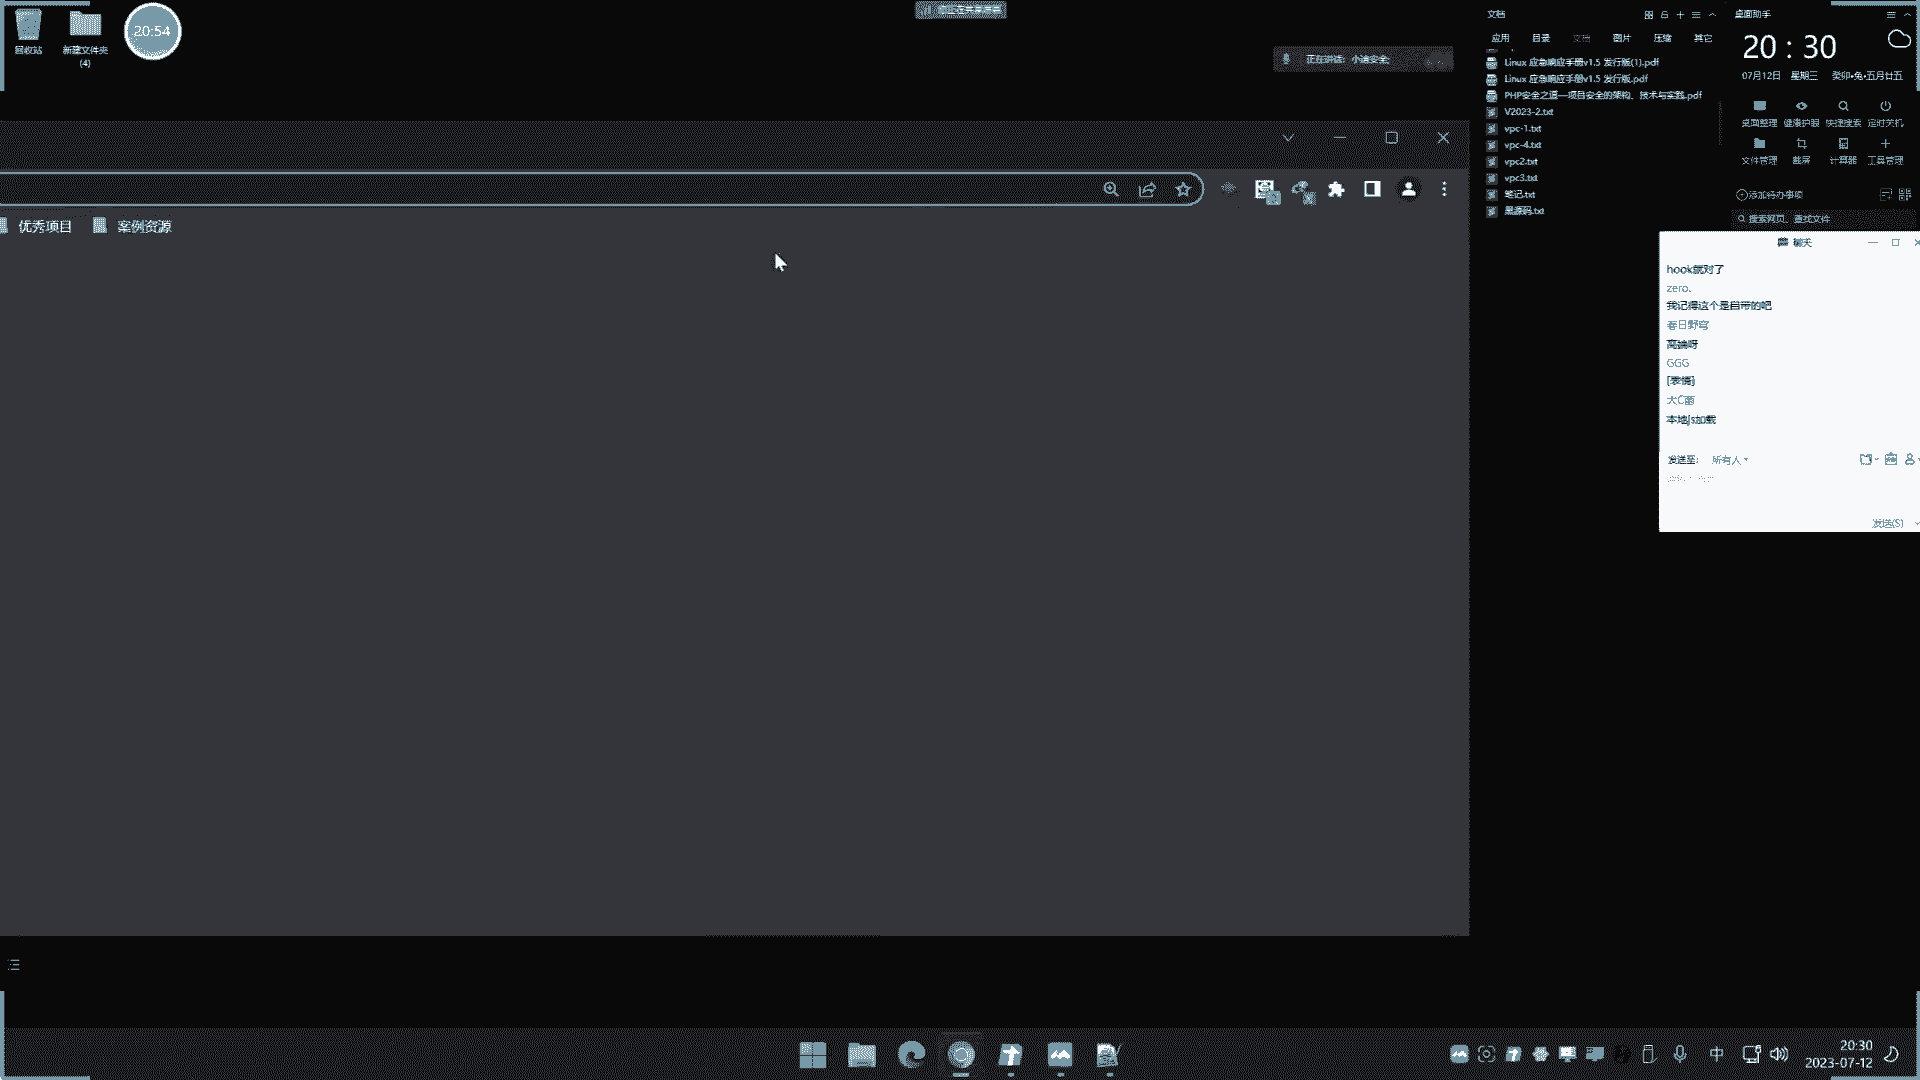 回收站
新建文件夹
(4)
20:54
正在讲话: 小迪安全;
优秀项目
案例资源
文档
应用
目录
文档
图片
压缩
其它
Linux 应急响应手册v1.5 发行版(1).pdf
Linux 应急响应手册v1.5 发行版.pdf
PHP安全之道—项目安全的架构、技术与实践.pdf
V2023-2.txt
vpc-1.txt
vpc-4.txt
vpc2.txt
vpc3.txt
笔记.txt
黑源码.txt
桌面助手
20 : 30
07月12日 星期三 癸卯•兔•五月廿五
桌面整理
健康护眼
快捷搜索
定时关机
文件管理
截屏
计算器
工具管理
添加待办事项
搜索网页、查找文件
聊天
hook就对了
zero.
我记得这个是自带的吧
春日野穹
高端呀
GGG
[表情]
大C丽
本地js加载
发送至: 所有人
发送(S)
中
20:30
2023-07-12